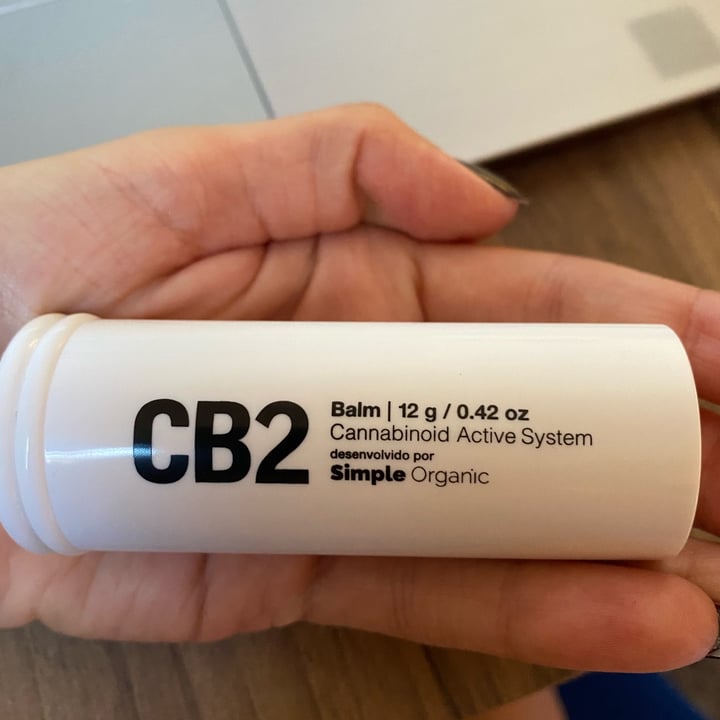 CB2
Balm | 12 g / 0.42 oz
Cannabinoid Active System
desenvolvido por
Simple Organic